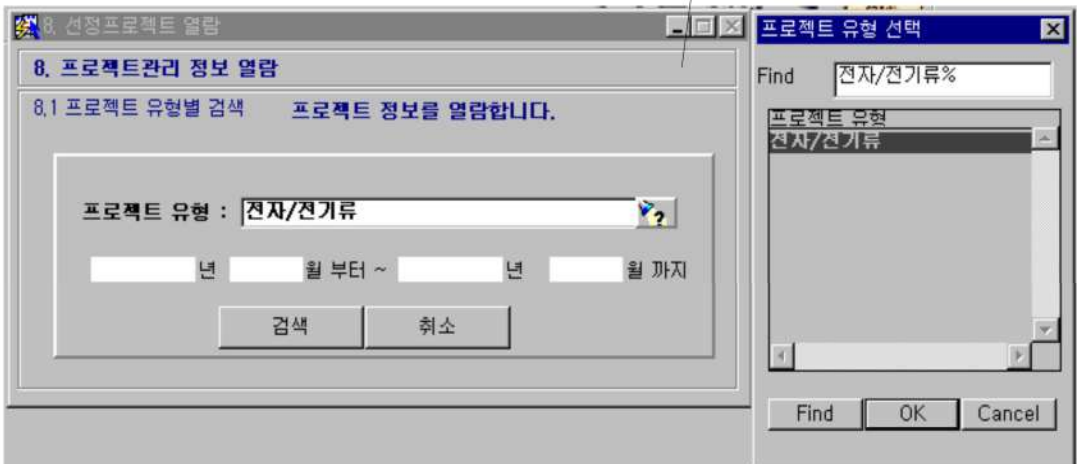 8. 선정프로젝트 열람
8. 프로젝트관리 정보 열람
8.1 프로젝트 유형별 검색 프로젝트 정보를 열람합니다.
프로젝트 유형 : 전자/전기류
년 월 부터 ~ 년 월 까지
검색 취소
프로젝트 유형 선택
Find 전자/전기류%
프로젝트 유형
전자/전기류
Find OK Cancel